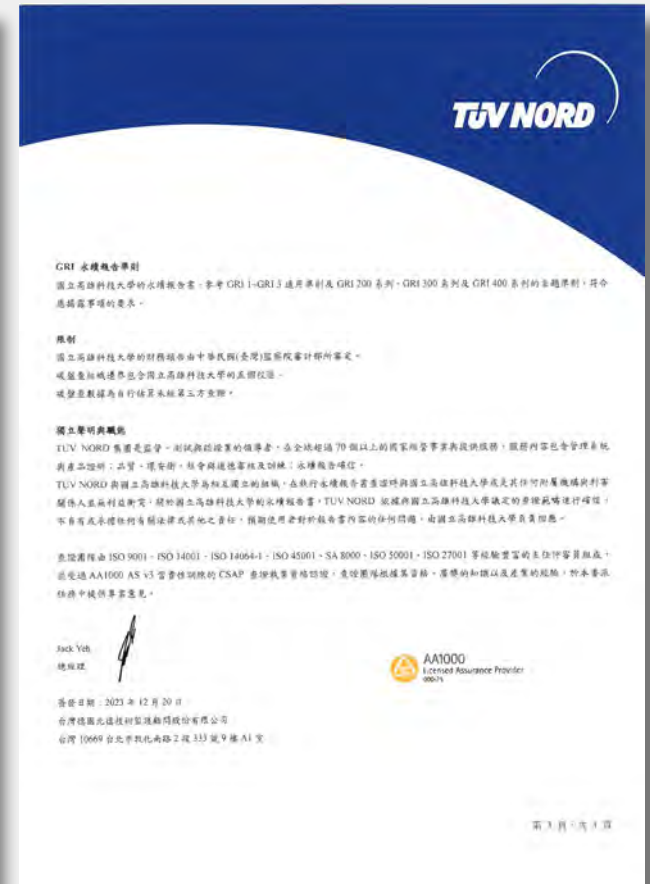 TÜV NORD
GRI 永續報告準則
國立高雄科技大學的永續報告書,參考 GRI 1~GRI 3 通用準則及 GRI 200 系列、GRI 300 系列及 GRI 400 系列的主題準則,符合
應揭露事項的要求。
限制
國立高雄科技大學的財務報告由中華民國(臺灣)監察院審計部所審定。
碳盤查組織邊界包含國立高雄科技大學的五個校區。
碳盤查數據為自行估算未經第三方查證。
獨立聲明與職能
TÜV NORD 集團是監督、測試與認證業的領導者,在全球超過 70 個以上的國家經營事業與提供服務,服務內容包含管理系統
與產品證明;品質、環安衛、社會與道德審核及訓練;永續報告確信。
TÜV NORD 與國立高雄科技大學為相互獨立的組織,在執行永續報告書查證時與國立高雄科技大學或是其任何附屬機構與利害
關係人並無利益衝突。關於國立高雄科技大學的永續報告書,TÜV NORD 依據與國立高雄科技大學議定的查證範疇進行確信,
不負有或承擔任何有關法律或其他之責任。預期使用者對於報告書內容的任何問題,由國立高雄科技大學負責回應。
查證團隊由 ISO 9001、ISO 14001、ISO 14064-1、ISO 45001、SA 8000、ISO 50001、ISO 27001 等經驗豐富的主任評審員組成,
並受過 AA1000 AS v3 當責性訓練的 CSAP 查證執業資格認證。查證團隊根據其資格、廣博的知識以及產業的經驗,於本委派
任務中提供專業意見。
Jack Yeh
總經理
AA1000
Licensed Assurance Provider
000-75
簽發日期:2023 年 12 月 20 日
台灣德國北德技術監護顧問股份有限公司
台灣 10669 台北市敦化南路 2 段 333 號 9 樓 A1 室
第 3 頁,共 3 頁